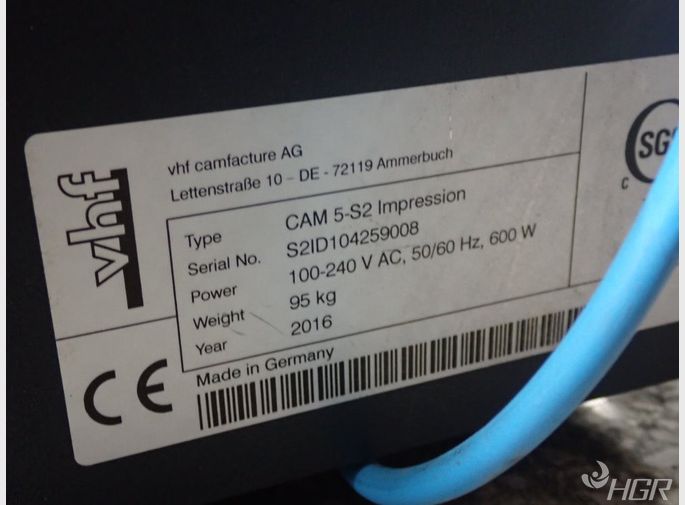 vhf
vhf camfacture AG
Lettenstraße 10 - DE - 72119 Ammerbuch
Type CAM 5-S2 Impression
Serial No. S2ID104259008
Power 100-240 V AC, 50/60 Hz, 600 W
Weight 95 kg
Year 2016
Made in Germany
CE
SGS
C
HGR